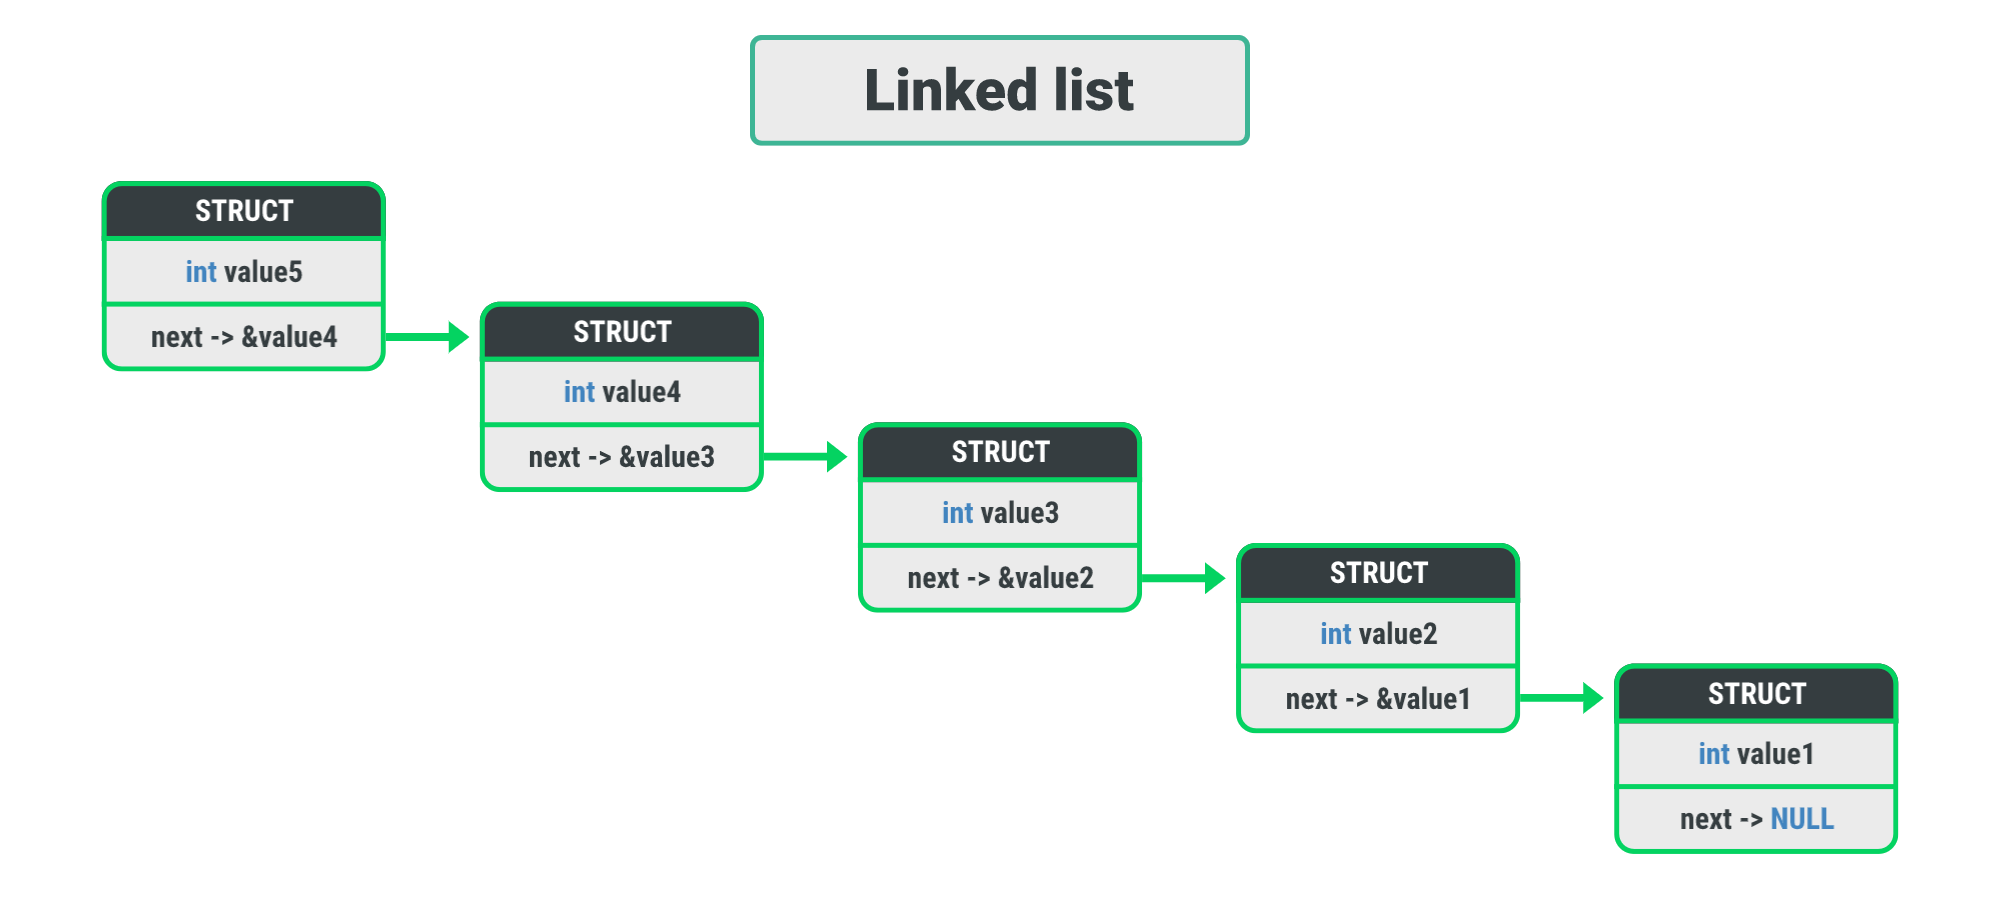 Linked list
STRUCT
int value5
next -> &value4
STRUCT
int value4
next -> &value3
STRUCT
int value3
next -> &value2
STRUCT
int value2
next -> &value1
STRUCT
int value1
next -> NULL